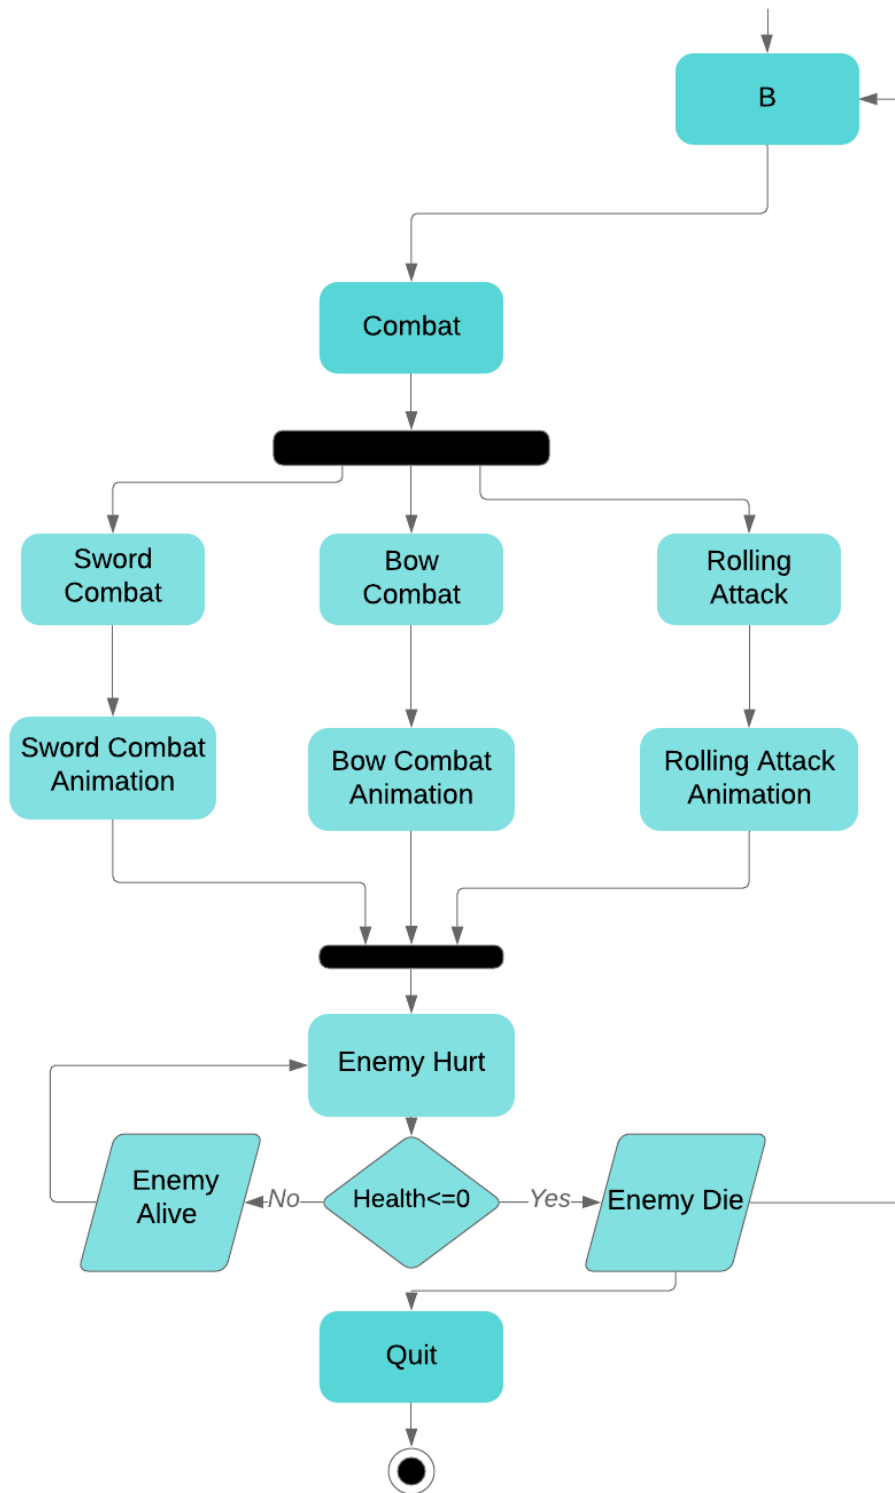 B
Combat
Sword
Combat
Bow
Combat
Rolling
Attack
Sword Combat
Animation
Bow Combat
Animation
Rolling Attack
Animation
Enemy Hurt
Enemy
Alive
No
Health<=0
Yes
Enemy Die
Quit